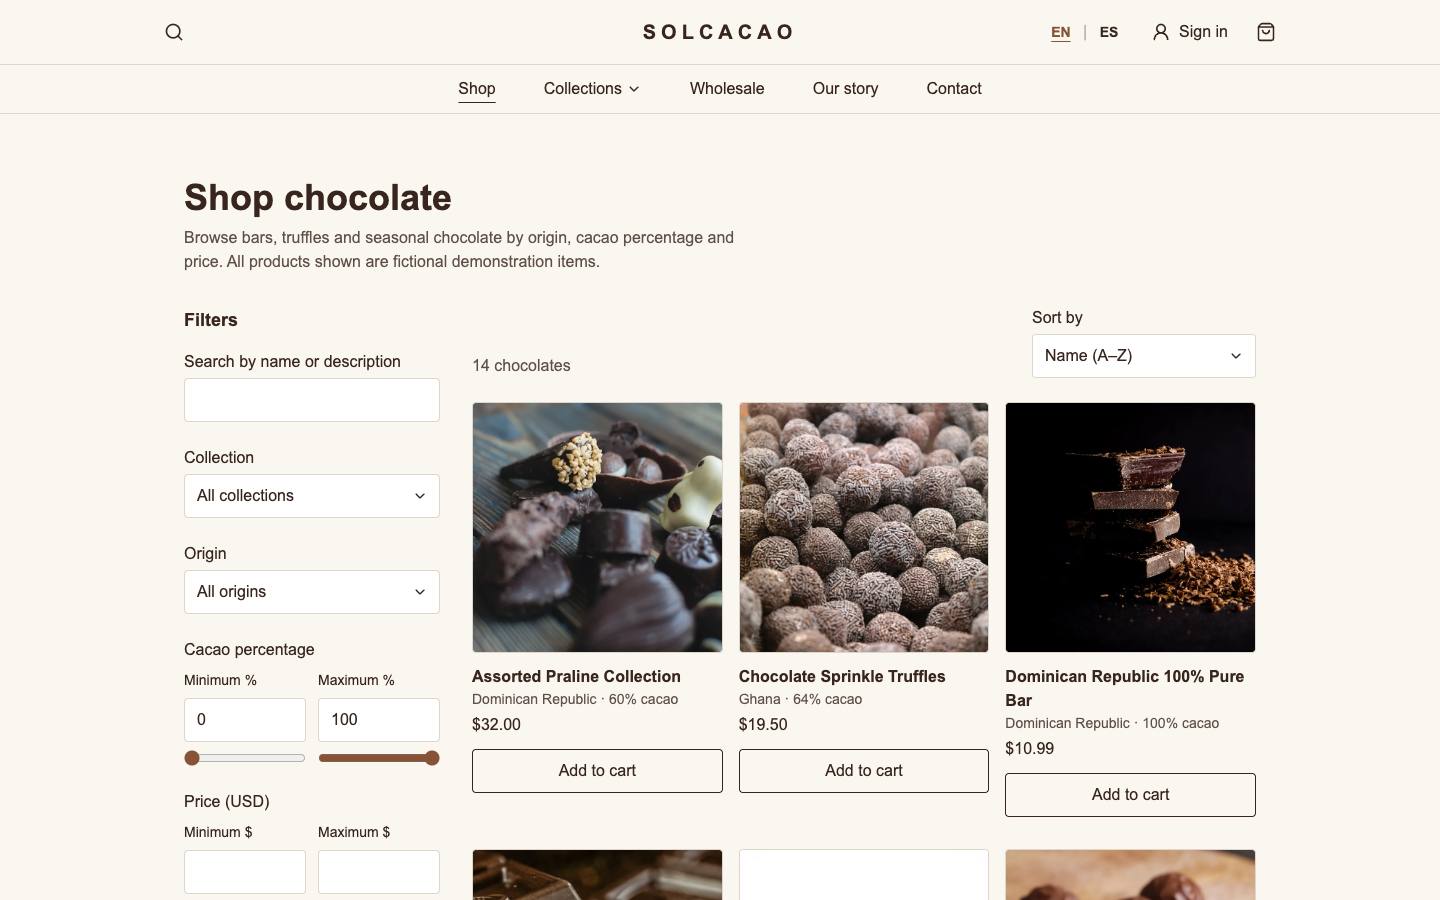 SOLCACAO
EN | ES
Sign in
Shop
Collections
Wholesale
Our story
Contact
Shop chocolate
Browse bars, truffles and seasonal chocolate by origin, cacao percentage and
price. All products shown are fictional demonstration items.
Filters
Search by name or description
Collection
All collections
Origin
All origins
Cacao percentage
Minimum %
Maximum %
0
100
Price (USD)
Minimum $
Maximum $
14 chocolates
Sort by
Name (A–Z)
Assorted Praline Collection
Dominican Republic · 60% cacao
$32.00
Add to cart
Chocolate Sprinkle Truffles
Ghana · 64% cacao
$19.50
Add to cart
Dominican Republic 100% Pure
Bar
Dominican Republic · 100% cacao
$10.99
Add to cart